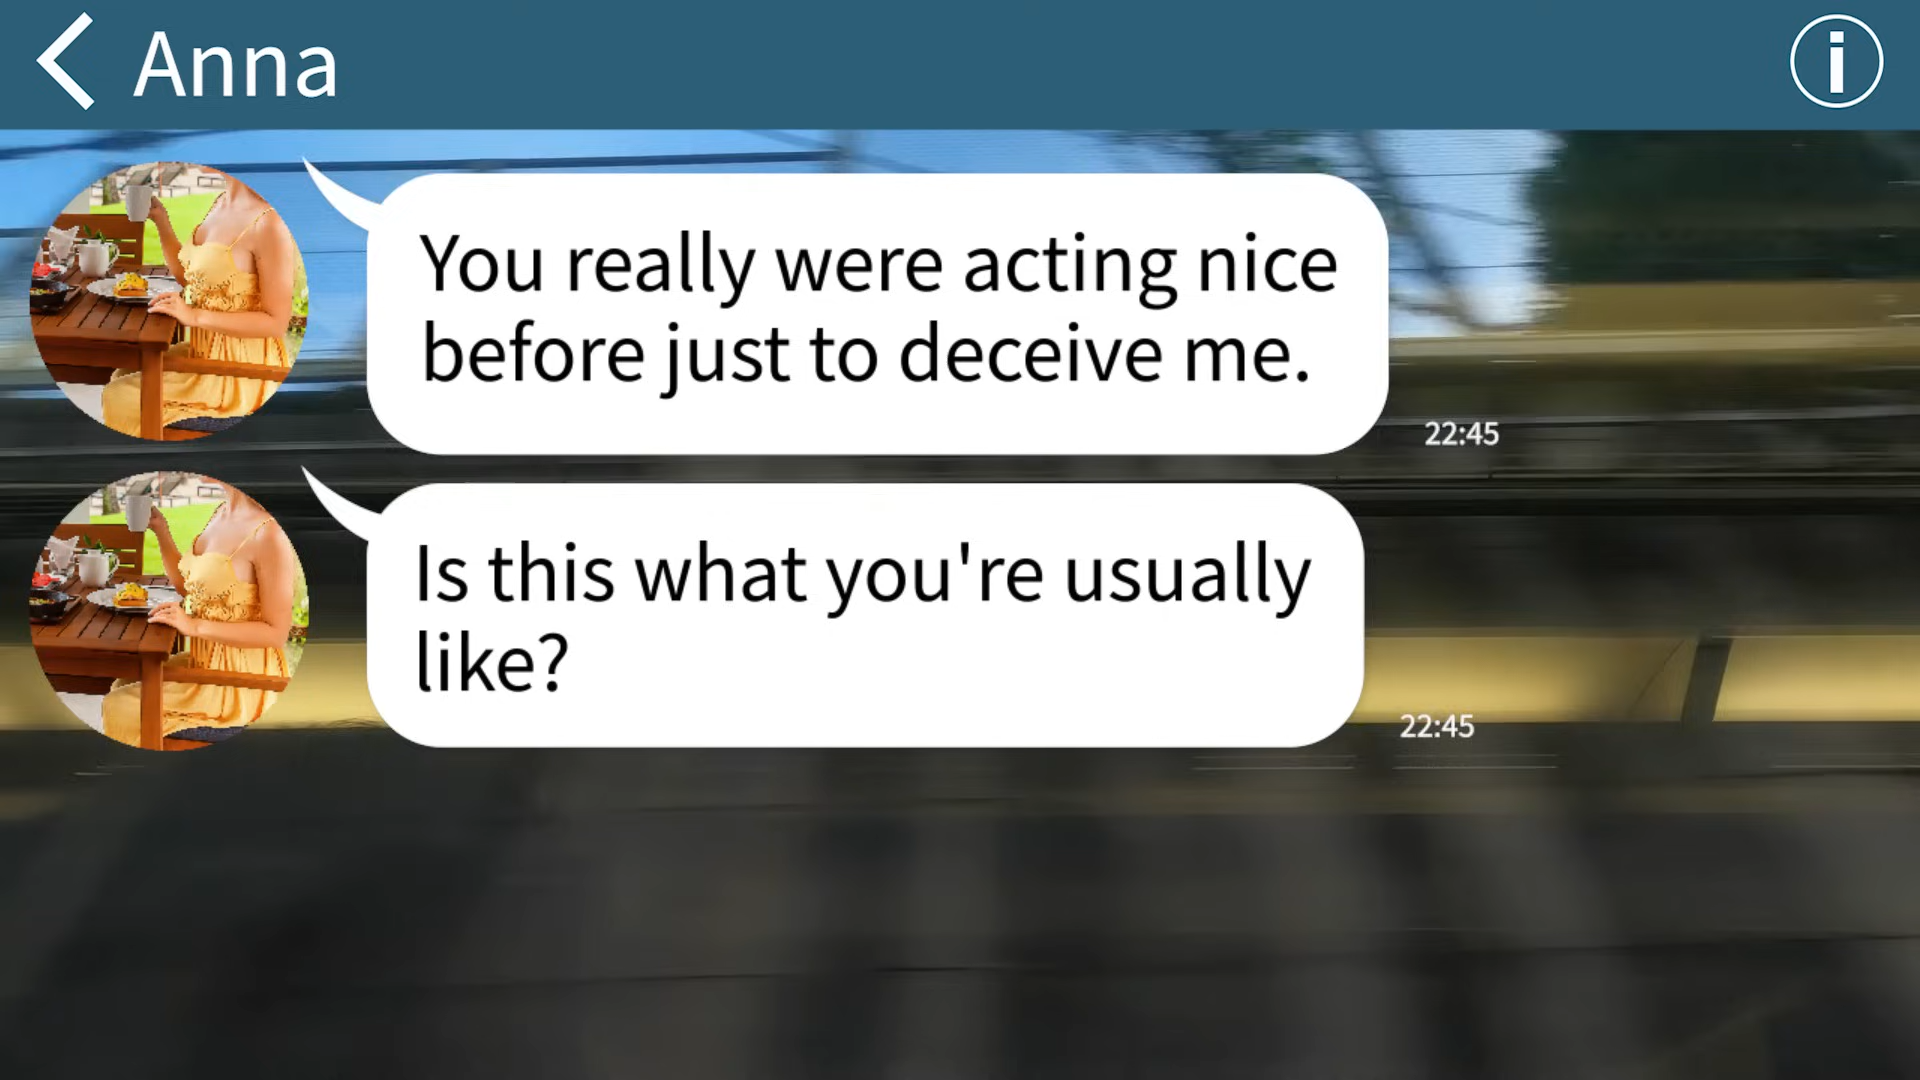 Anna
You really were acting nice
before just to deceive me.
22:45
Is this what you're usually
like?
22:45